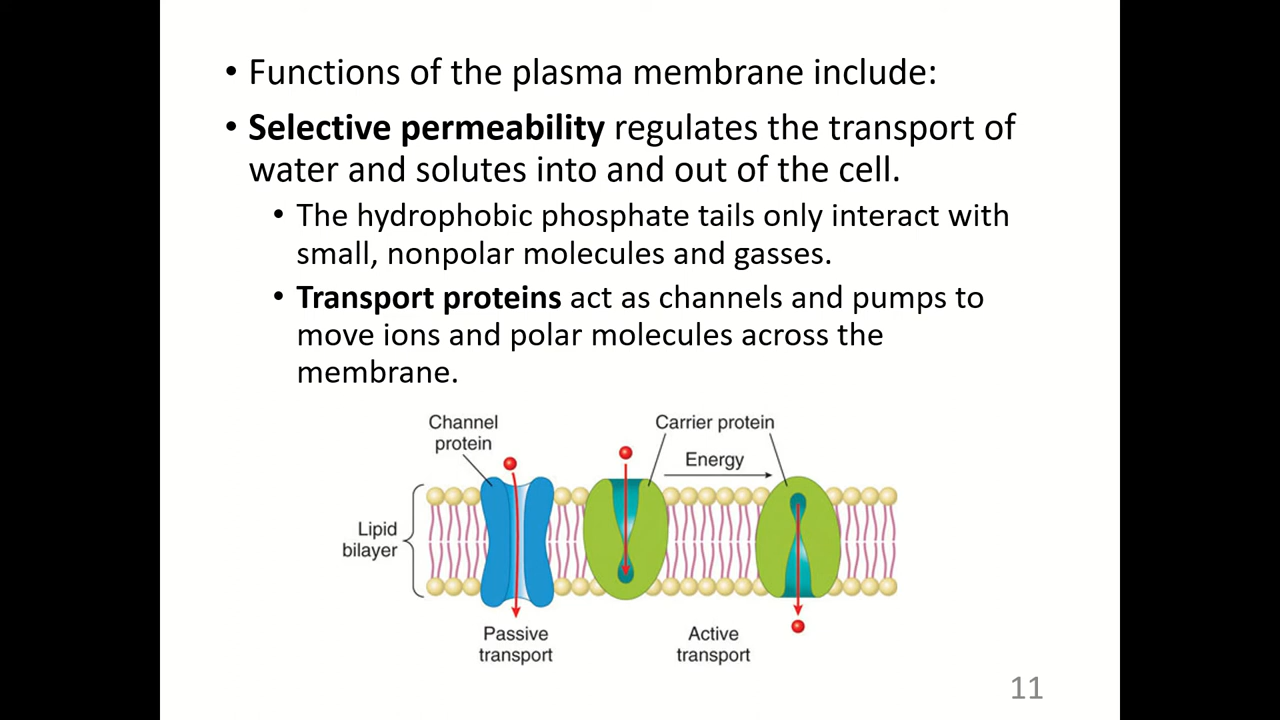 • Functions of the plasma membrane include:
• Selective permeability regulates the transport of
water and solutes into and out of the cell.
• The hydrophobic phosphate tails only interact with
small, nonpolar molecules and gasses.
• Transport proteins act as channels and pumps to
move ions and polar molecules across the
membrane.
Channel
protein
Carrier protein
Energy
Lipid
bilayer
Passive
transport
Active
transport
11